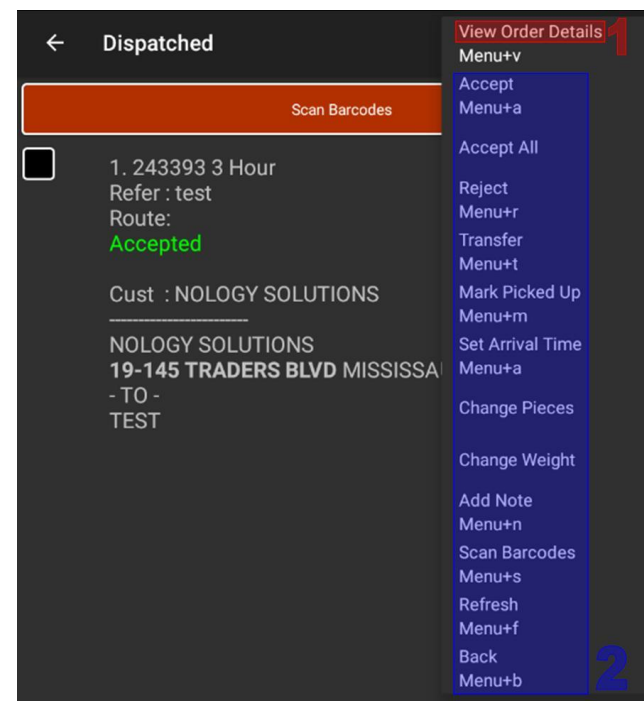 Dispatched
Scan Barcodes
1. 243393 3 Hour
Refer : test
Route:
Accepted
Cust : NOLOGY SOLUTIONS
-----------------------
NOLOGY SOLUTIONS
19-145 TRADERS BLVD MISSISSA
- TO -
TEST
View Order Details
Menu+v
1
Accept
Menu+a
Accept All
Reject
Menu+r
Transfer
Menu+t
Mark Picked Up
Menu+m
Set Arrival Time
Menu+a
Change Pieces
Change Weight
Add Note
Menu+n
Scan Barcodes
Menu+s
Refresh
Menu+f
Back
Menu+b
2